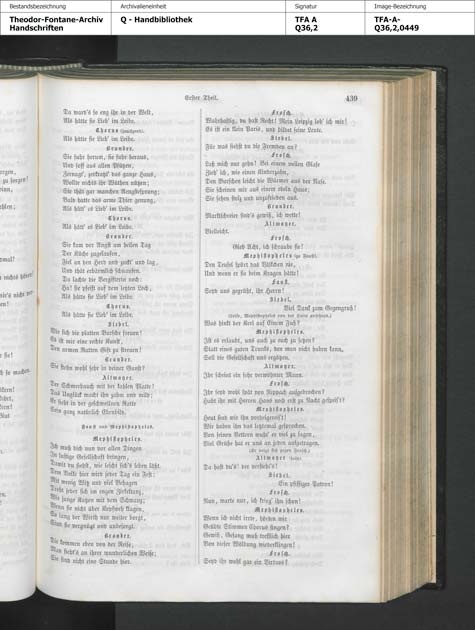 Bestandsbezeichnung
Archivalieneinheit
Signatur
Image-Bezeichnung
Theodor-Fontane-Archiv
Handschriften
Q - Handbibliothek
TFA A
Q36,2
TFA-A-
Q36,2,0449
Erster Theil.
439
Da ward's so eng ihr in der Welt,
Als hätte sie Lieb' im Leibe.
Chorus (jauchzend).
Als hätte sie Lieb' im Leibe.
Brander.
Sie fuhr herum, sie fuhr heraus,
Und soff aus allen Pfützen,
Zernagt', zerkratzt' das ganze Haus,
Wollte nichts ihr Wüthen nützen;
Sie thät gar manchen Aengstesprung;
Bald hatte das arme Thier genung,
Als hätt' es Lieb' im Leibe.
Chorus.
Als hätt' es Lieb' im Leibe.
Brander.
Sie kam vor Angst am hellen Tag
Der Küche zugelaufen,
Fiel an den Herd und zuckt' und lag,
Und thät erbärmlich schnaufen.
Da lachte die Vergifterin noch:
Ha! sie pfeift auf dem letzten Loch,
Als hätte sie Lieb' im Leibe.
Chorus.
Als hätte sie Lieb' im Leibe.
Siebel.
Wie sich die platten Bursche freuen!
Es ist mir eine rechte Kunst,
Den armen Ratten Gift zu streuen!
Brander.
Sie stehn wohl sehr in deiner Gunst?
Altmayer.
Der Schmerbauch mit der kahlen Platte!
Das Unglück macht ihn zahm und mild;
Er sieht in der geschwollnen Ratte
Sein ganz natürlich Ebenbild.
Faust und Mephistopheles.
Mephistopheles.
Ich muß dich nun vor allen Dingen
In lustige Gesellschaft bringen,
Damit du siehst, wie leicht sich's leben läßt.
Dem Volke hier wird jeder Tag ein Fest;
Mit wenig Witz und viel Behagen
Dreht jeder sich im engen Zirkeltanz,
Wie junge Katzen mit dem Schwanz;
Wenn sie nicht über Kopfweh klagen,
So lang der Wirth nur weiter borgt,
Sind sie vergnügt und unbesorgt.
Brander.
Die kommen eben von der Reise,
Man sieht's an ihrer wunderlichen Weise;
Sie sind nicht eine Stunde hier.
Frosch.
Wahrhaftig, du hast Recht! Mein Leipzig lob' ich mir!
Es ist ein klein Paris, und bildet seine Leute.
Siebel.
Für was siehst du die Fremden an?
Frosch.
Laß mich nur gehn! Bei einem vollen Glase
Zieh' ich, wie einen Kinderzahn,
Den Burschen leicht die Würmer aus der Nase.
Sie scheinen mir aus einem edeln Haus;
Sie sehen stolz und unzufrieden aus.
Brander.
Marktschreier sind's gewiß, ich wette!
Altmayer.
Vielleicht.
Frosch.
Gieb Acht, ich schraube sie!
Mephistopheles (zu Faust).
Den Teufel spürt das Völkchen nie,
Und wenn er sie beim Kragen hätte!
Faust.
Seyd uns gegrüßt, ihr Herrn!
Siebel.
Viel Dank zum Gegengruß!
(leise, Mephistopheles von der Seite ansehend.)
Was hinkt der Kerl auf Einem Fuß?
Mephistopheles.
Ist es erlaubt, uns auch zu euch zu setzen?
Statt eines guten Trunks, den man nicht haben kann,
Soll die Gesellschaft uns ergötzen.
Altmayer.
Ihr scheint ein sehr verwöhnter Mann.
Frosch.
Ihr seyd wohl spät von Rippach aufgebrochen?
Habt ihr mit Herren Hans noch erst zu Nacht gespeis't?
Mephistopheles.
Heut sind wir ihn vorbeigereis't!
Wir haben ihn das letztemal gesprochen.
Von seinen Vettern wußt' er viel zu sagen,
Viel Grüße hat er uns an jeden aufgetragen.
(Er neigt sich gegen Frosch.)
Altmayer (leise).
Da hast du's! der versteht's!
Siebel.
Ein pfiffiger Patron!
Frosch.
Nun, warte nur, ich krieg' ihn schon!
Mephistopheles.
Wenn ich nicht irrte, hörten wir
Geübte Stimmen Chorus singen?
Gewiß, Gesang muß trefflich hier
Von dieser Wölbung wiederklingen!
Frosch.
Seyd ihr wohl gar ein Virtuos?